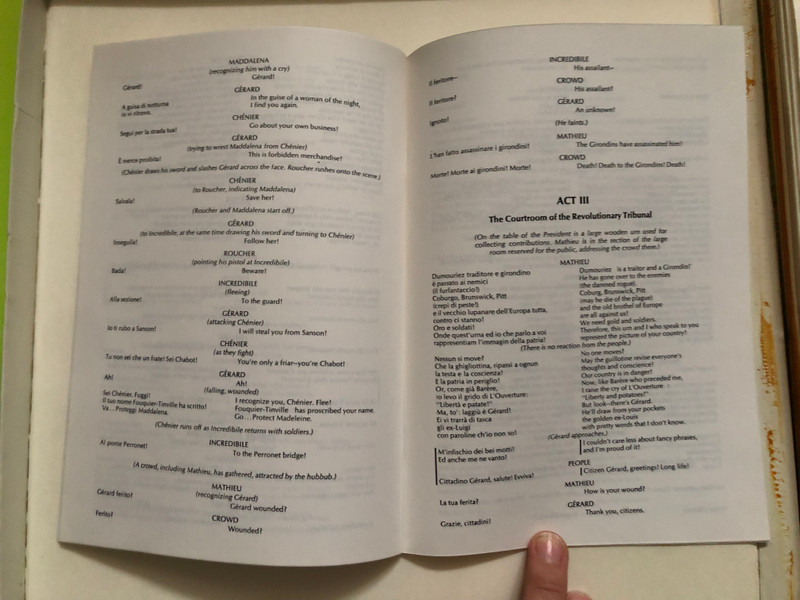 MADDALENA
(recognizing him with a cry)
Gérard! Gérard!
GÉRARD
A guisa di notturna In the guise of a woman of the night,
io vi ritrovo. I find you again.
CHÉNIER
Segui per la strada tua! Go about your own business!
GÉRARD
(trying to wrest Maddalena from Chénier)
È merce proibita! This is forbidden merchandise!
(Chénier draws his sword and slashes Gérard across the face. Roucher rushes onto the scene.)
CHÉNIER
(to Roucher, indicating Maddalena)
Salvala! Save her!
(Roucher and Maddalena start off.)
GÉRARD
(to Incredibile, at the same time drawing his sword and turning to Chénier)
Inseguila! Follow her!
ROUCHER
(pointing his pistol at Incredibile)
Bada! Beware!
INCREDIBILE
(fleeing)
Alla sezione! To the guard!
GÉRARD
(attacking Chénier)
Io ti rubo a Sanson! I will steal you from Sanson!
CHÉNIER
(as they fight)
Tu non sei che un frate! Sei Chabot! You're only a friar—you're Chabot!
GÉRARD
Ah! Ah!
(falling, wounded)
Sei Chénier. Fuggi! I recognize you, Chénier. Flee!
Il tuo nome Fouquier-Tinville ha scritto! Fouquier-Tinville has proscribed your name.
Va... Proteggi Maddalena. Go... Protect Madeleine.
(Chénier runs off as Incredibile returns with soldiers.)
INCREDIBILE
Al ponte Perronet! To the Perronet bridge!
(A crowd, including Mathieu, has gathered, attracted by the hubbub.)
MATHIEU
(recognizing Gérard)
Gérard ferito? Gérard wounded?
CROWD
Ferito? Wounded?
INCREDIBILE
Il feritore— His assailant—
CROWD
Il feritore? His assailant?
GÉRARD
Ignoto! An unknown!
(He faints.)
MATHIEU
L'han fatto assassinare i girondini! The Girondins have assassinated him!
CROWD
Morte! Morte ai girondini! Morte! Death! Death to the Girondins! Death!
ACT III
The Courtroom of the Revolutionary Tribunal
(On the table of the President is a large wooden urn used for
collecting contributions. Mathieu is in the section of the large
room reserved for the public, addressing the crowd there.)
MATHIEU
Dumouriez traditore e girondino Dumouriez is a traitor and a Girondin!
è passato ai nemici He has gone over to the enemies
(il furfantaccio!) (the damned rogue).
Coburgo, Brunswick, Pitt Coburg, Brunswick, Pitt
(crepi di peste!) (may he die of the plague)
e il vecchio lupanare dell'Europa tutta, and the old brothel of Europe
contro ci stanno! are all against us!
Oro e soldati! We need gold and soldiers.
Onde quest'urna ed io che parlo a voi Therefore, this urn and I who speak to you
rappresentiam l'immagin della patria! represent the picture of your country!
(There is no reaction from the people.)
Nessun si move? No one moves?
Che la ghigliottina, ripassi a ognun May the guillotine revise everyone's
la testa e la coscienza! thoughts and conscience!
È la patria in periglio! Our country is in danger!
Or, come già Barère, Now, like Barère who preceded me,
io levo il grido di L'Ouverture: I raise the cry of L'Ouverture:
"Libertà e patate!" "Liberty and potatoes!"
Ma, to': laggiù è Gérard! But look—there's Gérard.
Ei vi trarrà di tasca He'll draw from your pockets
gli ex-Luigi the golden ex-Louis
con paroline ch'io non so! with pretty words that I don't know.
(Gérard approaches.)
M'infischio dei bei motti! I couldn't care less about fancy phrases,
Ed anche me ne vanto! and I'm proud of it!
PEOPLE
Cittadino Gérard, salute! Evviva! Citizen Gérard, greetings! Long life!
MATHIEU
La tua ferita? How is your wound?
GÉRARD
Grazie, cittadini! Thank you, citizens.